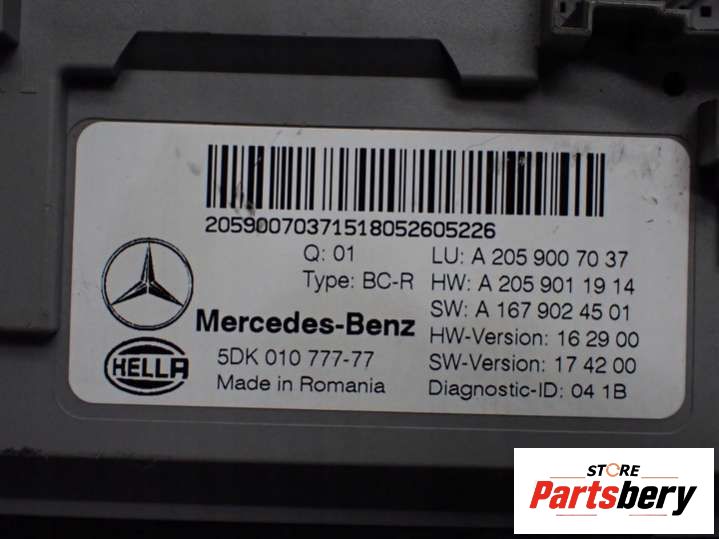 20590070371518052605226
Q: 01
LU: A 205 900 70 37
Type: BC-R
HW: A 205 901 19 14
SW: A 167 902 45 01
Mercedes-Benz
HW-Version: 16 29 00
HELLA
5DK 010 777-77
SW-Version: 17 42 00
Made in Romania
Diagnostic-ID: 04 1B
STORE
Partsbery